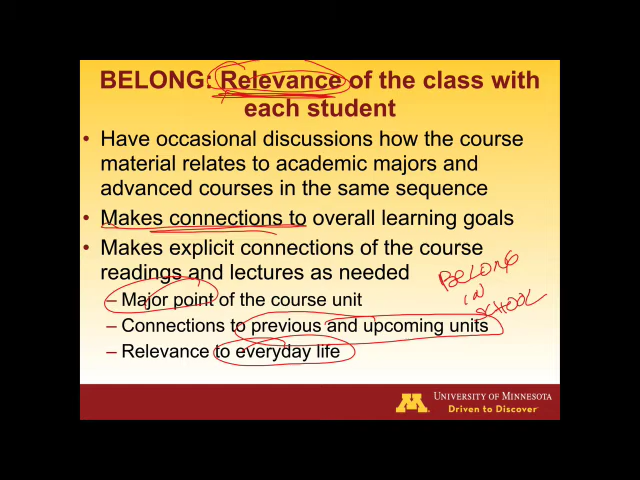 BELONG: Relevance of the class with
each student
• Have occasional discussions how the course
material relates to academic majors and
advanced courses in the same sequence
• Makes connections to overall learning goals
• Makes explicit connections of the course
readings and lectures as needed
– Major point of the course unit
– Connections to previous and upcoming units
– Relevance to everyday life
BELONG
IN
SCHOOL
M
UNIVERSITY OF MINNESOTA
Driven to Discover℠